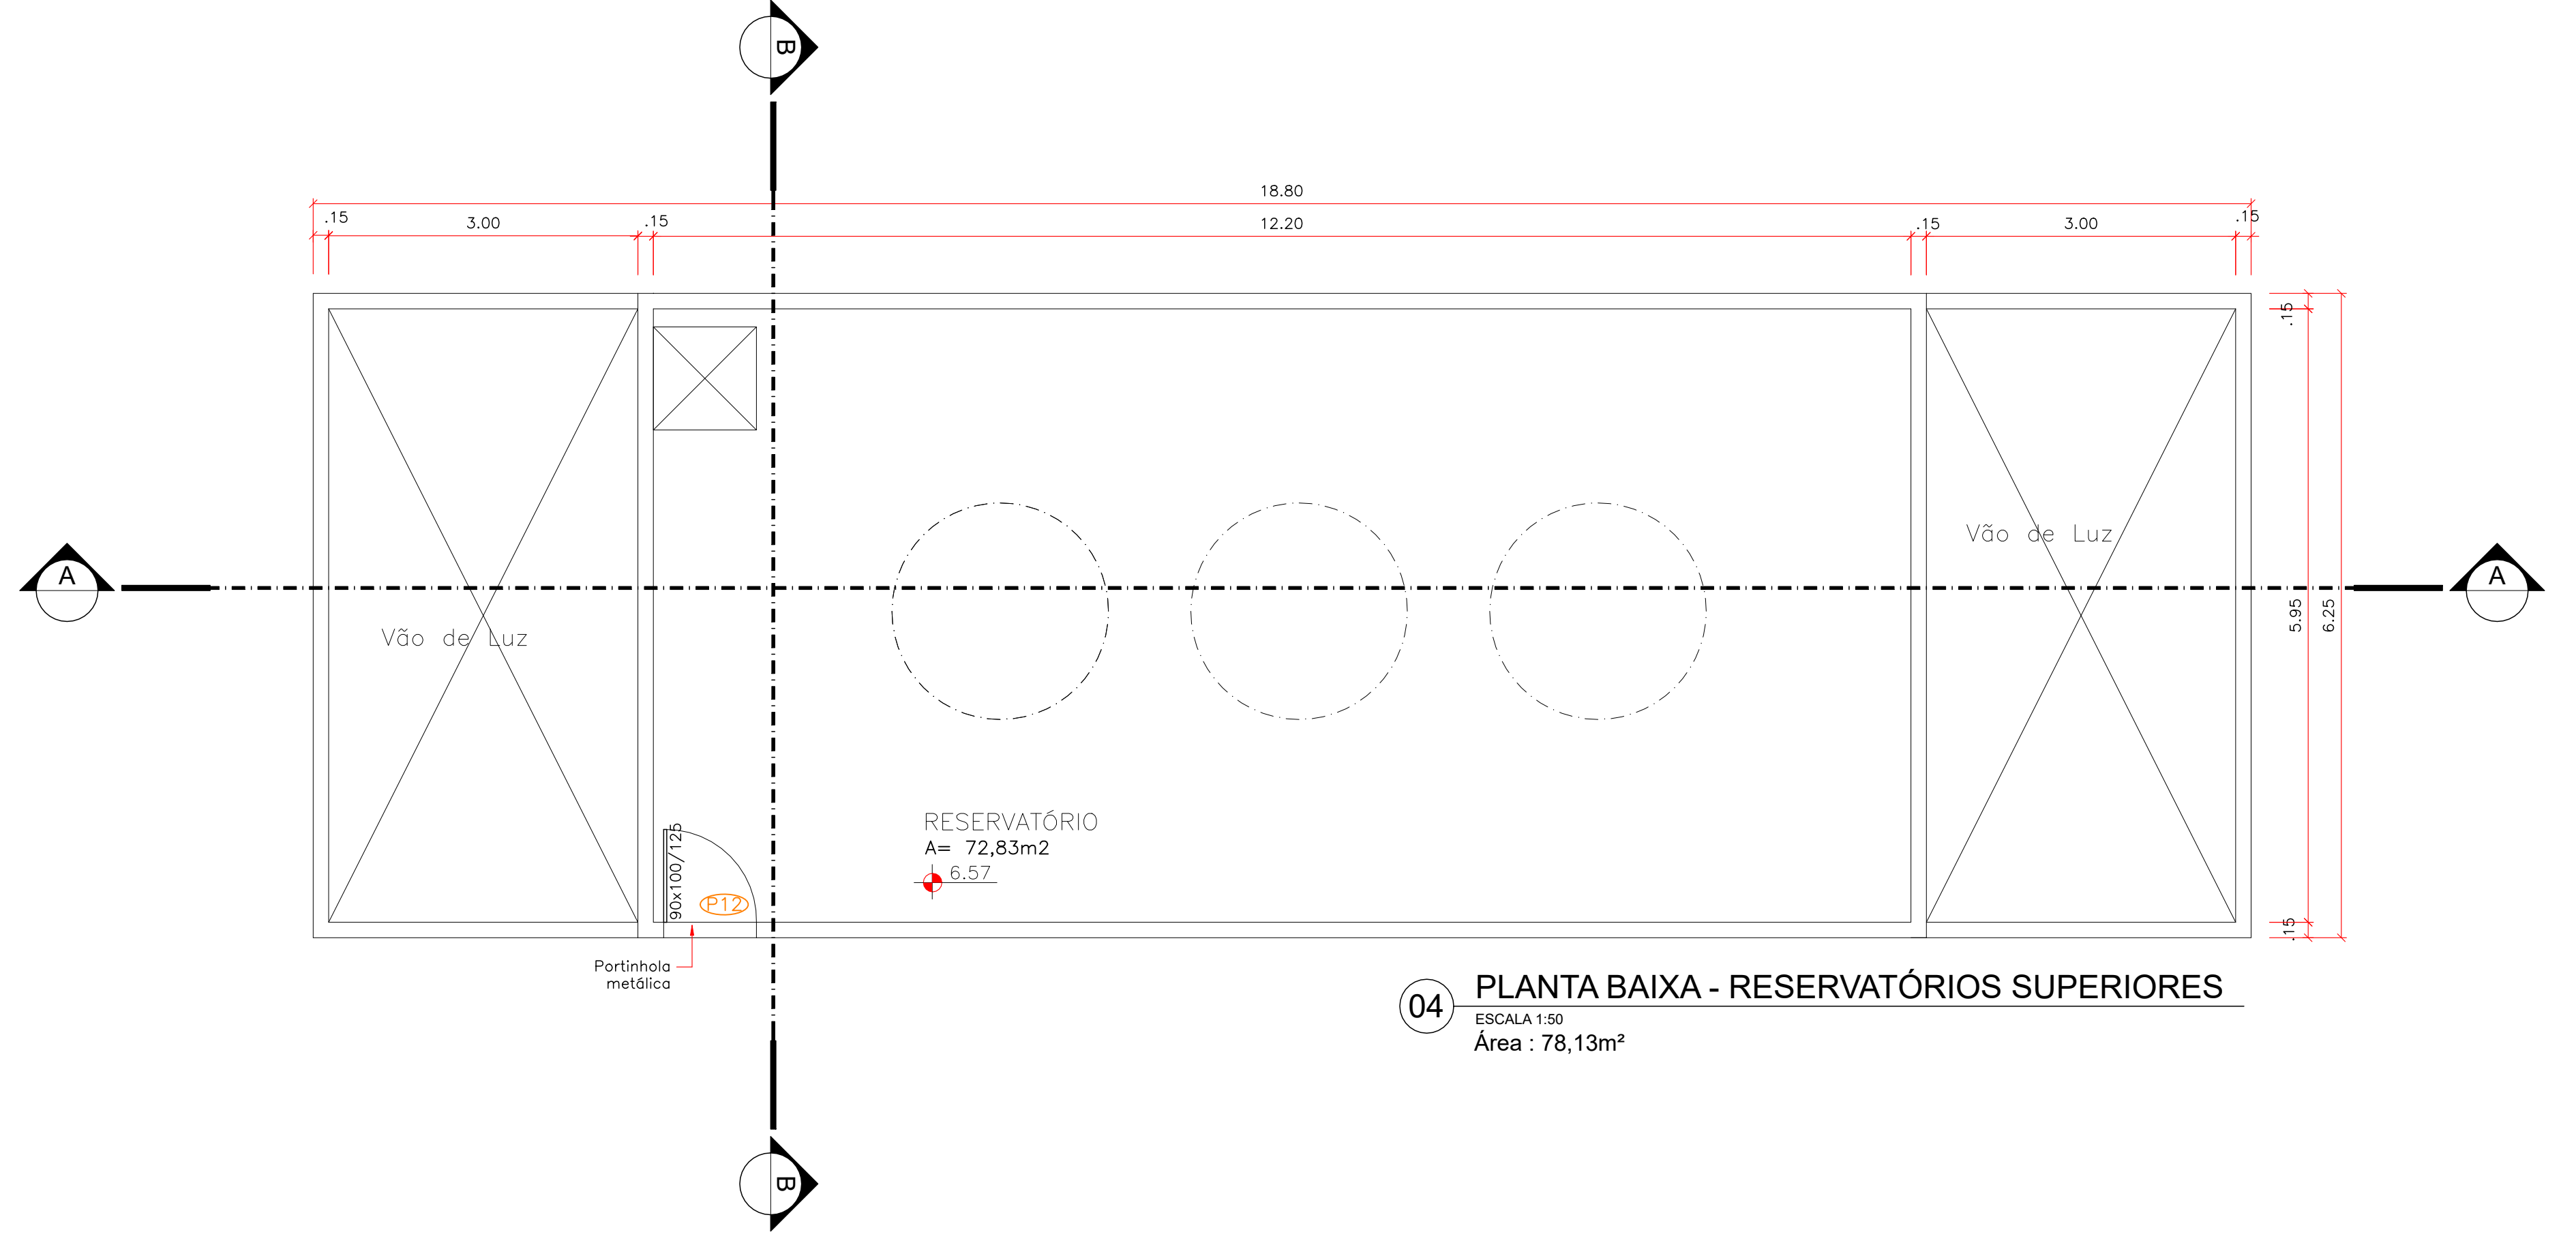 B
18.80
.15
3.00
.15
12.20
.15
3.00
.15
.15
A
A
Vão de Luz
Vão de Luz
5.95
6.25
RESERVATÓRIO
A= 72,83m2
6.57
90x100/125
P12
.15
Portinhola
metálica
04
PLANTA BAIXA - RESERVATÓRIOS SUPERIORES
ESCALA 1:50
Área : 78,13m²
B